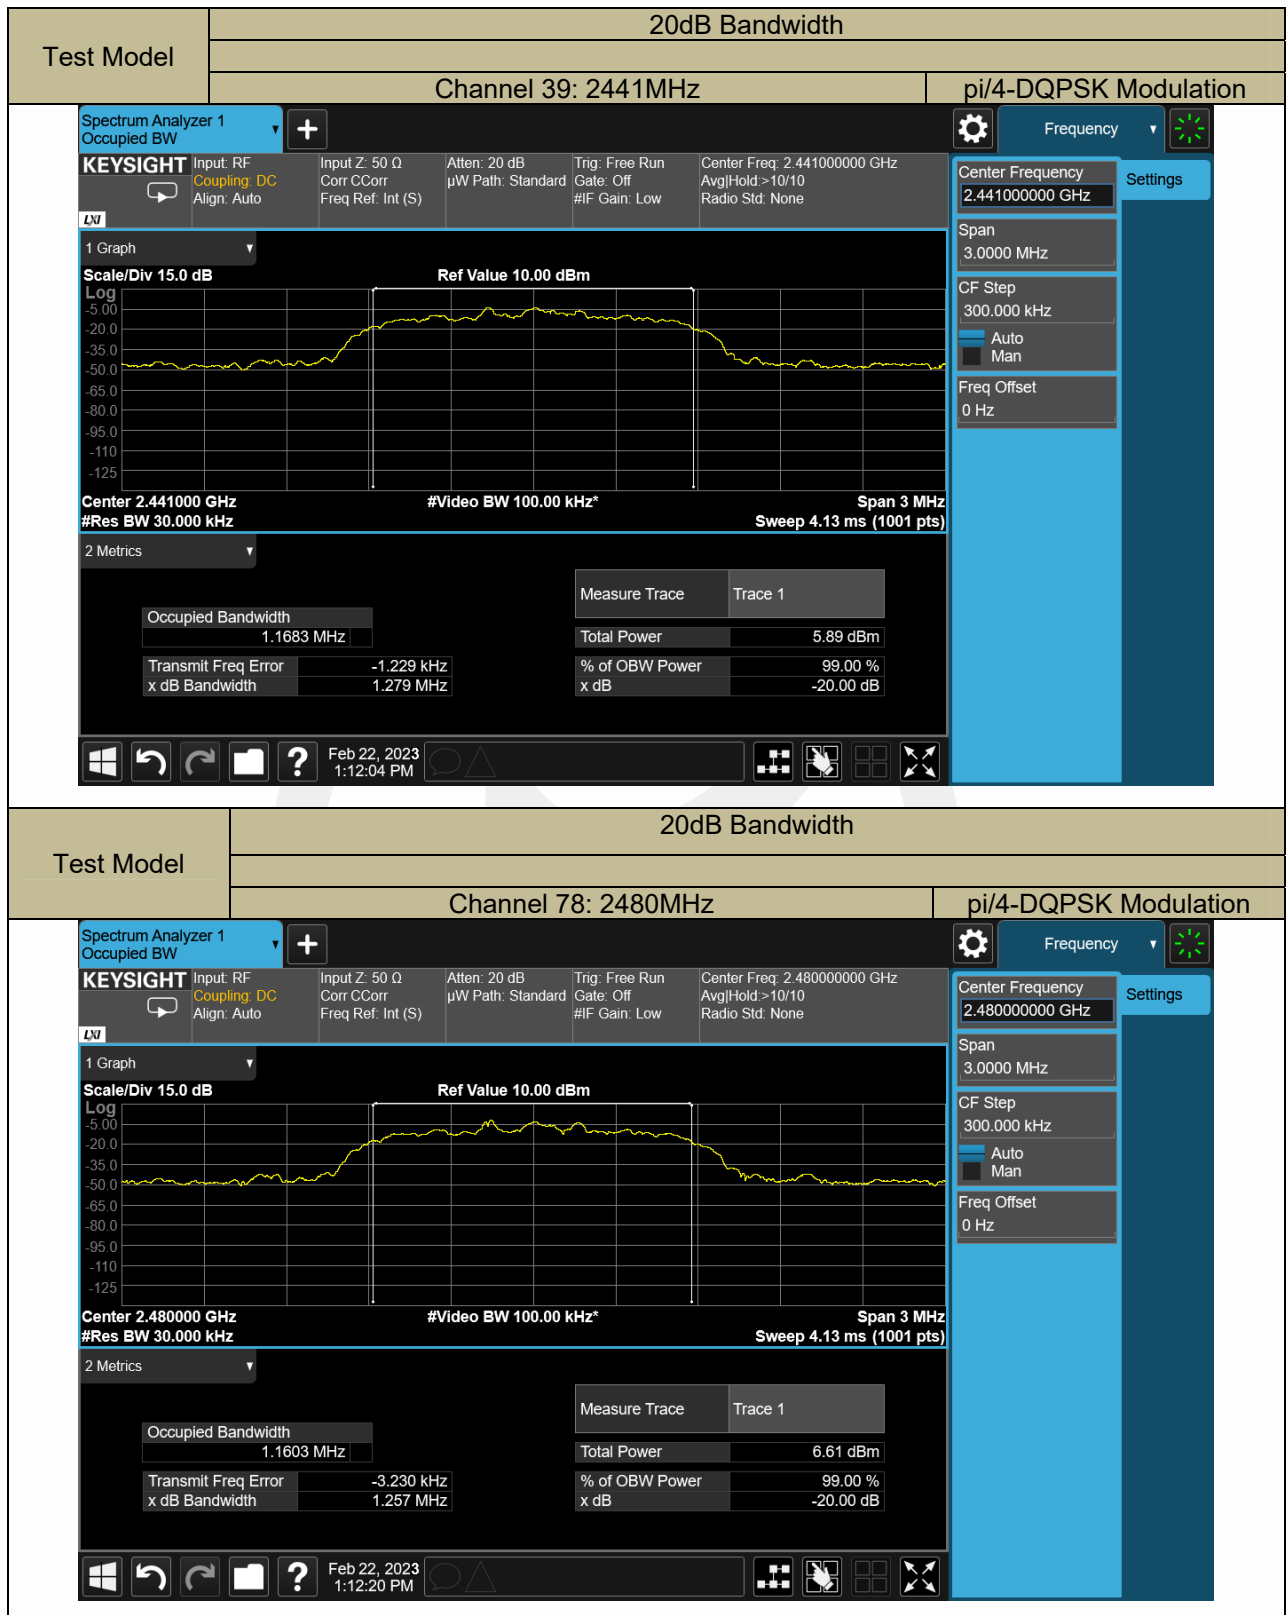 Test Model
20dB Bandwidth
Channel 39: 2441MHz
pi/4-DQPSK Modulation
Spectrum Analyzer 1
Occupied BW
Frequency
KEYSIGHT
LXI
Input: RF
Coupling: DC
Align: Auto
Input Z: 50 Ω
Corr CCorr
Freq Ref: Int (S)
Atten: 20 dB
µW Path: Standard
Trig: Free Run
Gate: Off
#IF Gain: Low
Center Freq: 2.441000000 GHz
Avg|Hold:>10/10
Radio Std: None
Center Frequency
2.441000000 GHz
Settings
Span
3.0000 MHz
CF Step
300.000 kHz
Auto
Man
Freq Offset
0 Hz
1 Graph
Scale/Div 15.0 dB
Ref Value 10.00 dBm
Log
-5.00
-20.0
-35.0
-50.0
-65.0
-80.0
-95.0
-110
-125
Center 2.441000 GHz
#Video BW 100.00 kHz*
Span 3 MHz
#Res BW 30.000 kHz
Sweep 4.13 ms (1001 pts)
2 Metrics
Measure Trace
Trace 1
Occupied Bandwidth
1.1683 MHz
Total Power
5.89 dBm
Transmit Freq Error
-1.229 kHz
% of OBW Power
99.00 %
x dB Bandwidth
1.279 MHz
x dB
-20.00 dB
?
Feb 22, 2023
1:12:04 PM
Test Model
20dB Bandwidth
Channel 78: 2480MHz
pi/4-DQPSK Modulation
Spectrum Analyzer 1
Occupied BW
Frequency
KEYSIGHT
LXI
Input: RF
Coupling: DC
Align: Auto
Input Z: 50 Ω
Corr CCorr
Freq Ref: Int (S)
Atten: 20 dB
µW Path: Standard
Trig: Free Run
Gate: Off
#IF Gain: Low
Center Freq: 2.480000000 GHz
Avg|Hold:>10/10
Radio Std: None
Center Frequency
2.480000000 GHz
Settings
Span
3.0000 MHz
CF Step
300.000 kHz
Auto
Man
Freq Offset
0 Hz
1 Graph
Scale/Div 15.0 dB
Ref Value 10.00 dBm
Log
-5.00
-20.0
-35.0
-50.0
-65.0
-80.0
-95.0
-110
-125
Center 2.480000 GHz
#Video BW 100.00 kHz*
Span 3 MHz
#Res BW 30.000 kHz
Sweep 4.13 ms (1001 pts)
2 Metrics
Measure Trace
Trace 1
Occupied Bandwidth
1.1603 MHz
Total Power
6.61 dBm
Transmit Freq Error
-3.230 kHz
% of OBW Power
99.00 %
x dB Bandwidth
1.257 MHz
x dB
-20.00 dB
?
Feb 22, 2023
1:12:20 PM